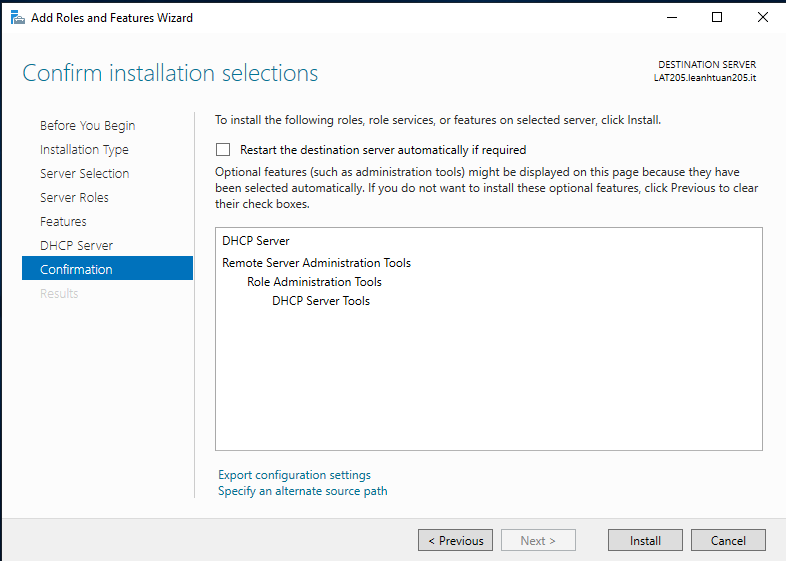 Add Roles and Features Wizard
Confirm installation selections
DESTINATION SERVER
LAT205.leanhtuan205.it
Before You Begin
Installation Type
Server Selection
Server Roles
Features
DHCP Server
Confirmation
Results
To install the following roles, role services, or features on selected server, click Install.
Restart the destination server automatically if required
Optional features (such as administration tools) might be displayed on this page because they have
been selected automatically. If you do not want to install these optional features, click Previous to clear
their check boxes.
DHCP Server
Remote Server Administration Tools
Role Administration Tools
DHCP Server Tools
Export configuration settings
Specify an alternate source path
< Previous
Next >
Install
Cancel